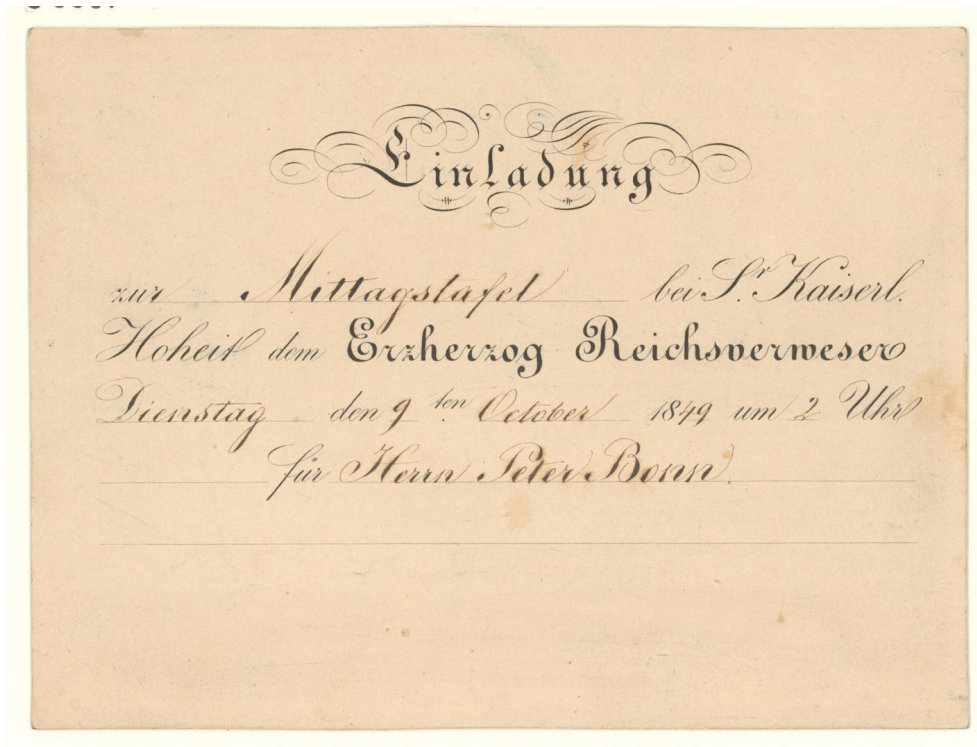 Einladung
zur Mittagstafel bei Sr. Kaiserl.
Hoheit dem Erzherzog Reichsverweser
Dienstag den 9ten October 1849 um 2 Uhr
für Herrn Peter Bonn.